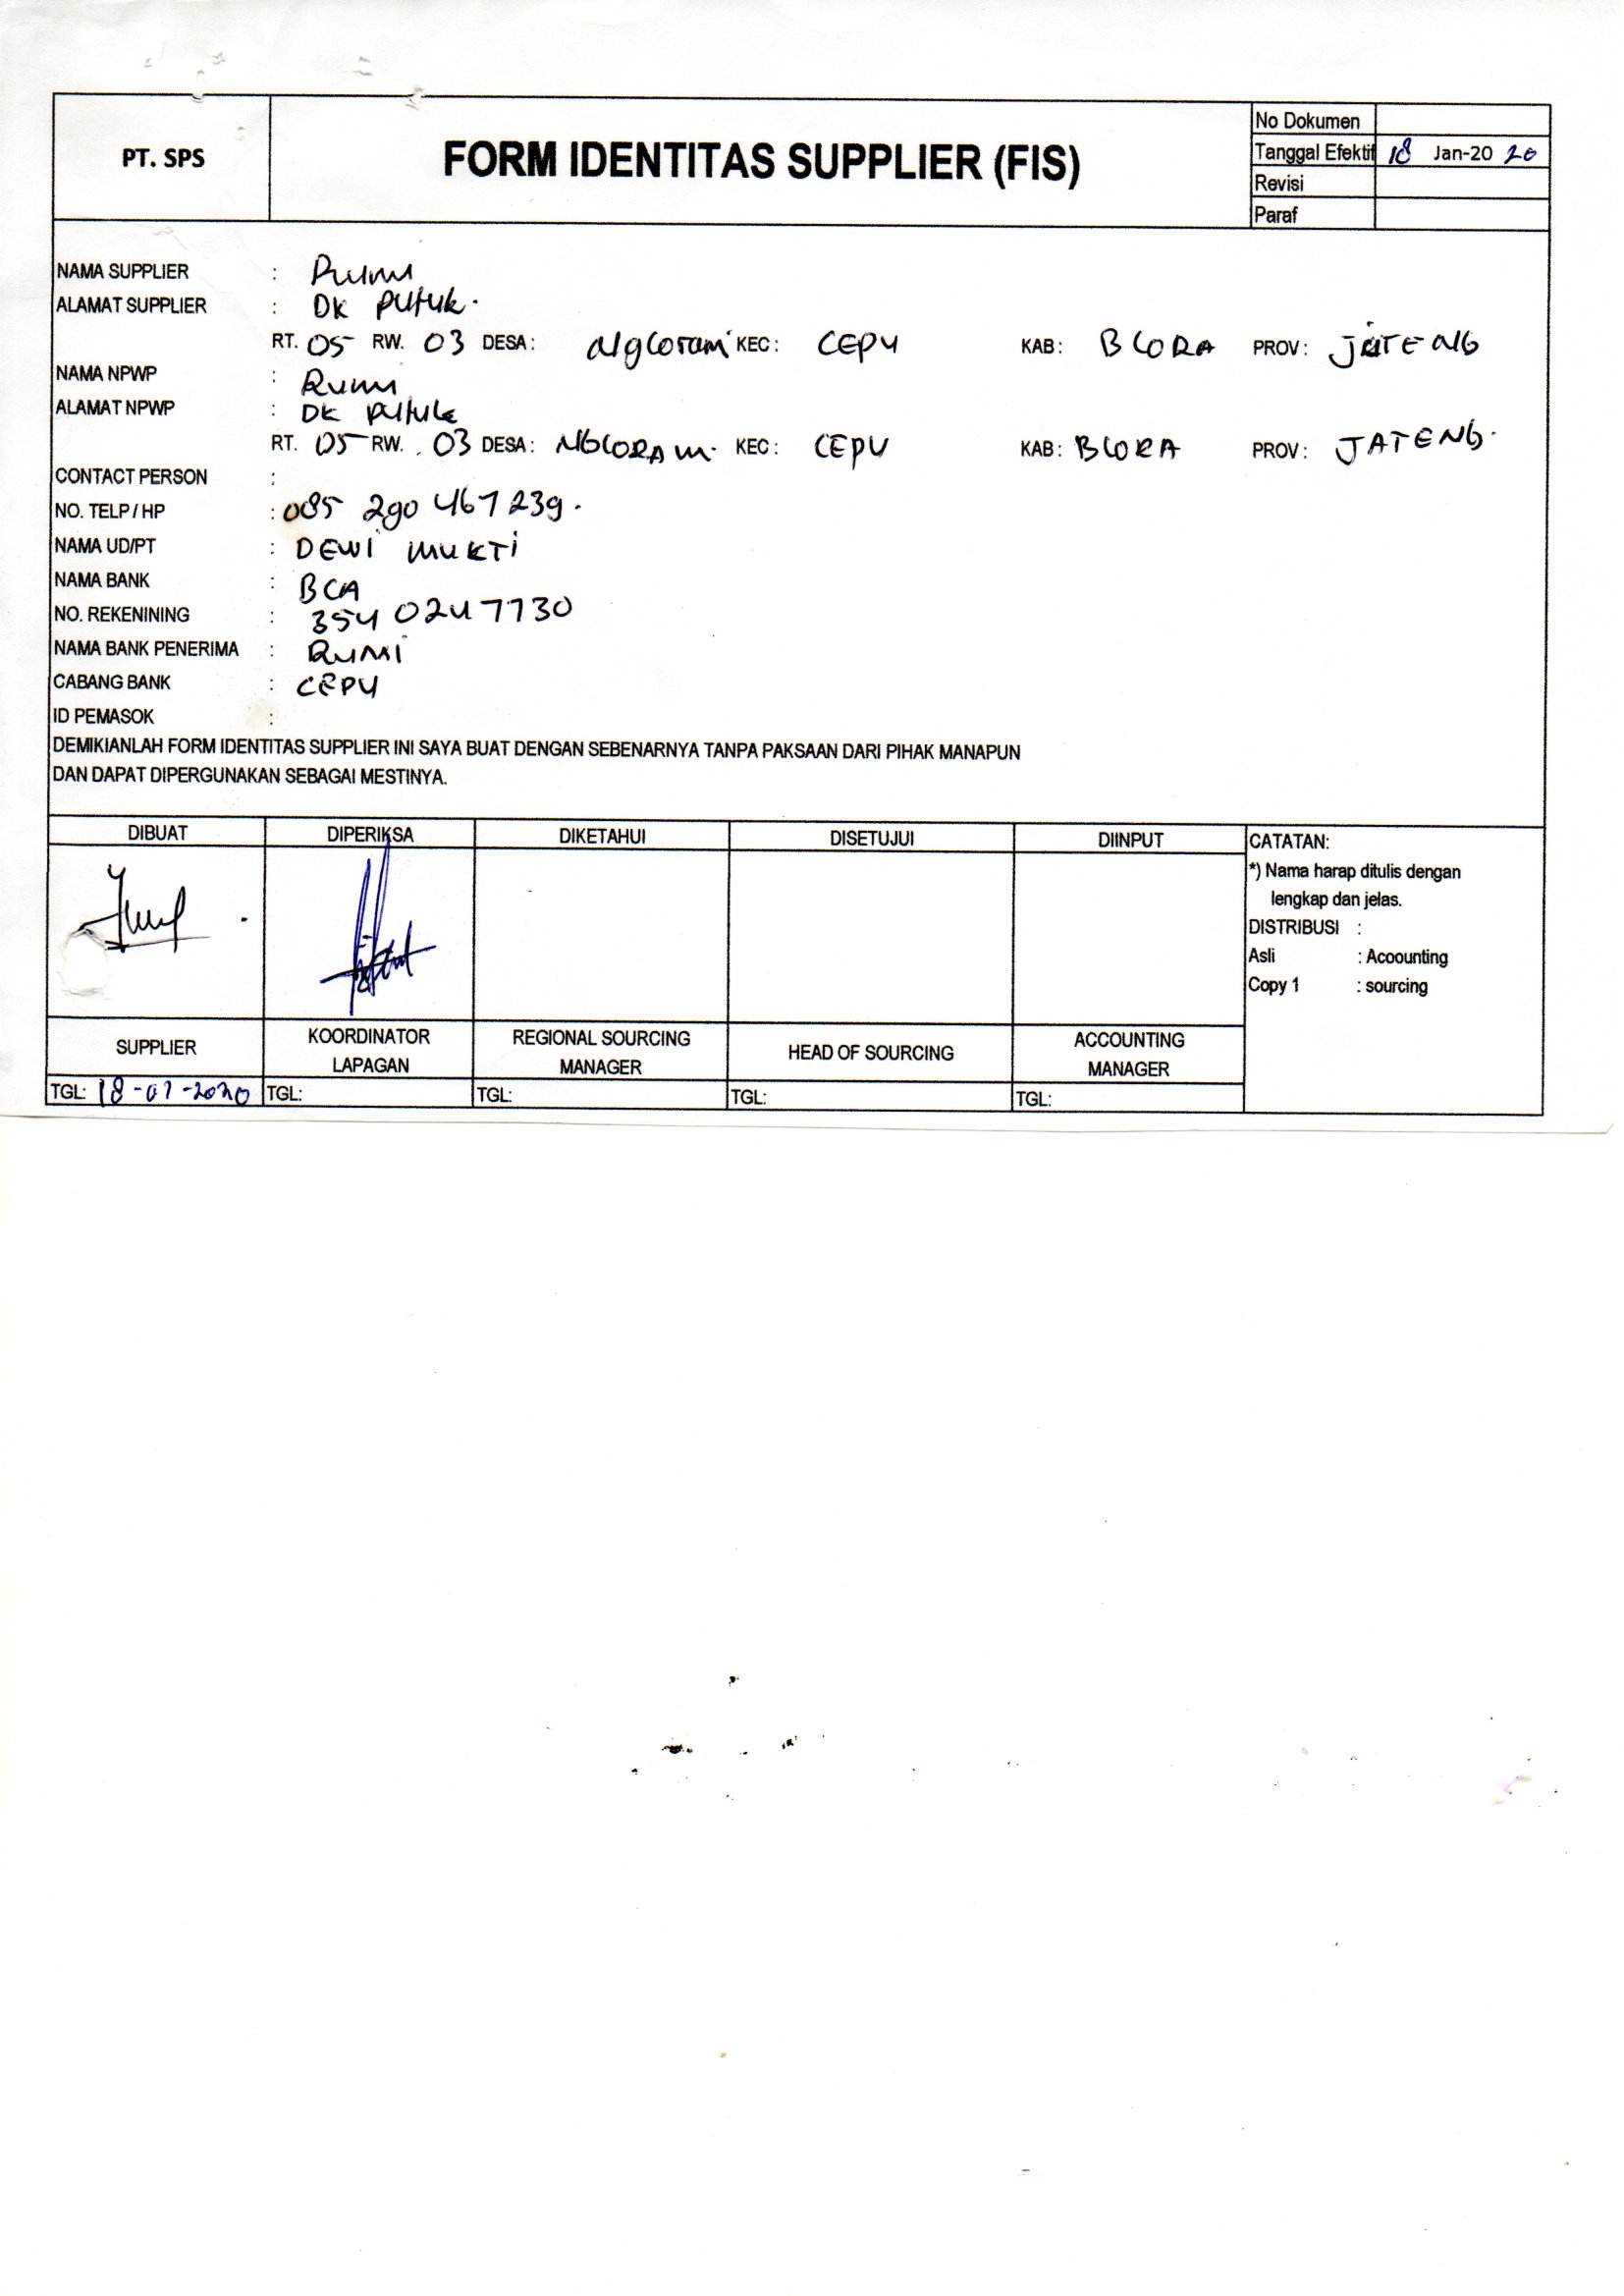 PT. SPS
FORM IDENTITAS SUPPLIER (FIS)
No Dokumen
Tanggal Efektif 18 Jan-20 20
Revisi
Paraf
NAMA SUPPLIER : Rumi
ALAMAT SUPPLIER : DK putuk.
RT. 05 RW. 03 DESA : Ngloram KEC : CEPU KAB : BLORA PROV : JATENG
NAMA NPWP : Rumi
ALAMAT NPWP : DK putuk
RT. 05 RW. 03 DESA : NGLORAM. KEC : CEPU KAB : BLORA PROV : JATENG.
CONTACT PERSON :
NO. TELP / HP : 085 290 467 239.
NAMA UD/PT : DEWI MUKTI
NAMA BANK : BCA
NO. REKENINING : 354 0247730
NAMA BANK PENERIMA : RUMI
CABANG BANK : CEPU
ID PEMASOK :
DEMIKIANLAH FORM IDENTITAS SUPPLIER INI SAYA BUAT DENGAN SEBENARNYA TANPA PAKSAAN DARI PIHAK MANAPUN
DAN DAPAT DIPERGUNAKAN SEBAGAI MESTINYA.
DIBUAT DIPERIKSA DIKETAHUI DISETUJUI DIINPUT
CATATAN:
*) Nama harap ditulis dengan
lengkap dan jelas.
DISTRIBUSI :
Asli : Acoounting
Copy 1 : sourcing
SUPPLIER
KOORDINATOR
LAPAGAN
REGIONAL SOURCING
MANAGER
HEAD OF SOURCING
ACCOUNTING
MANAGER
TGL: 18-01-2020 TGL: TGL: TGL: TGL: